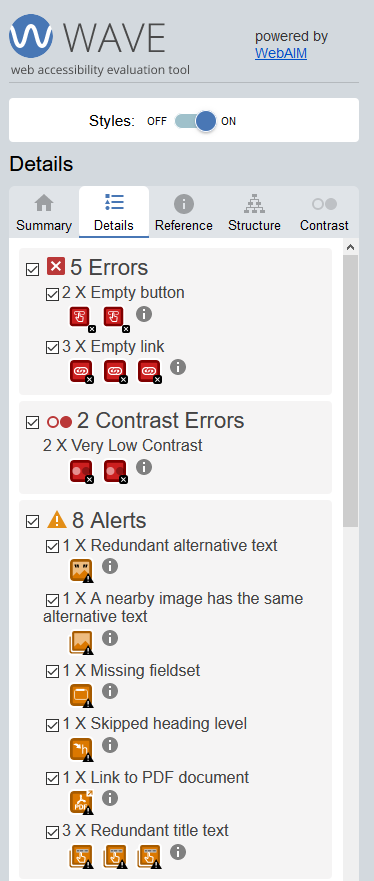 WAVE
web accessibility evaluation tool
powered by
WebAIM
Styles: OFF ON
Details
Summary Details Reference Structure Contrast
5 Errors
2 X Empty button
3 X Empty link
2 Contrast Errors
2 X Very Low Contrast
8 Alerts
1 X Redundant alternative text
1 X A nearby image has the same
alternative text
1 X Missing fieldset
1 X Skipped heading level
1 X Link to PDF document
PDF
3 X Redundant title text